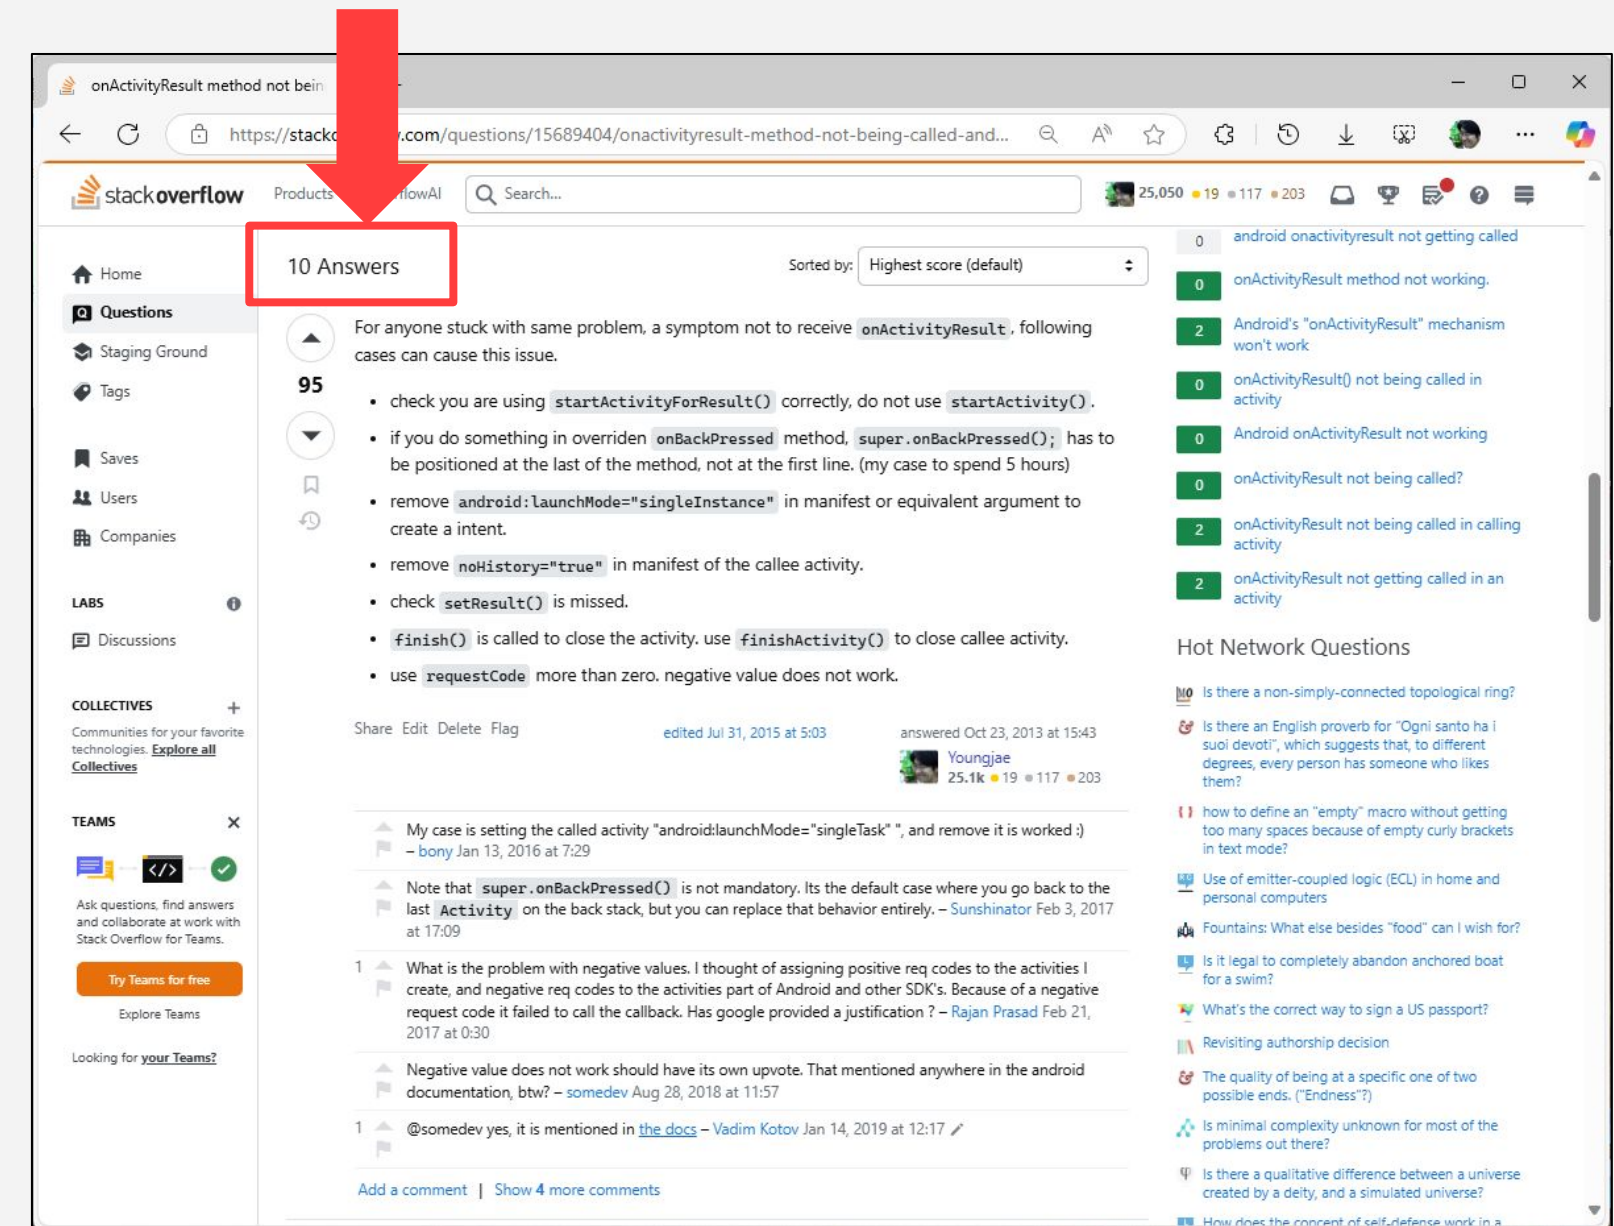 onActivityResult method not bein
https://stacko
.com/questions/15689404/onactivityresult-method-not-being-called-and...
stackoverflow
Products
flowAI
Search...
25,050
19
117
203
Home
Questions
Staging Ground
Tags
Saves
Users
Companies
LABS
Discussions
COLLECTIVES
+
Communities for your favorite
technologies. Explore all
Collectives
TEAMS
Ask questions, find answers
and collaborate at work with
Stack Overflow for Teams.
Try Teams for free
Explore Teams
Looking for your Teams?
10 Answers
Sorted by:
Highest score (default)
95
For anyone stuck with same problem, a symptom not to receive onActivityResult, following
cases can cause this issue.
• check you are using startActivityForResult() correctly, do not use startActivity().
• if you do something in overriden onBackPressed method, super.onBackPressed(); has to
be positioned at the last of the method, not at the first line. (my case to spend 5 hours)
• remove android:launchMode="singleInstance" in manifest or equivalent argument to
create a intent.
• remove noHistory="true" in manifest of the callee activity.
• check setResult() is missed.
• finish() is called to close the activity. use finishActivity() to close callee activity.
• use requestCode more than zero. negative value does not work.
Share Edit Delete Flag
edited Jul 31, 2015 at 5:03
answered Oct 23, 2013 at 15:43
Youngjae
25.1k 19 117 203
My case is setting the called activity "android:launchMode="singleTask" ", and remove it is worked :)
– bony Jan 13, 2016 at 7:29
Note that super.onBackPressed() is not mandatory. Its the default case where you go back to the
last Activity on the back stack, but you can replace that behavior entirely. – Sunshinator Feb 3, 2017
at 17:09
1
What is the problem with negative values. I thought of assigning positive req codes to the activities I
create, and negative req codes to the activities part of Android and other SDK's. Because of a negative
request code it failed to call the callback. Has google provided a justification ? – Rajan Prasad Feb 21,
2017 at 0:30
Negative value does not work should have its own upvote. That mentioned anywhere in the android
documentation, btw? – somedev Aug 28, 2018 at 11:57
1
@somedev yes, it is mentioned in the docs – Vadim Kotov Jan 14, 2019 at 12:17
Add a comment | Show 4 more comments
0
android onactivityresult not getting called
0
onActivityResult method not working.
2
Android's "onActivityResult" mechanism
won't work
0
onActivityResult() not being called in
activity
0
Android onActivityResult not working
0
onActivityResult not being called?
2
onActivityResult not being called in calling
activity
2
onActivityResult not getting called in an
activity
Hot Network Questions
Is there a non-simply-connected topological ring?
Is there an English proverb for "Ogni santo ha i
suoi devoti", which suggests that, to different
degrees, every person has someone who likes
them?
how to define an "empty" macro without getting
too many spaces because of empty curly brackets
in text mode?
Use of emitter-coupled logic (ECL) in home and
personal computers
Fountains: What else besides "food" can I wish for?
Is it legal to completely abandon anchored boat
for a swim?
What's the correct way to sign a US passport?
Revisiting authorship decision
The quality of being at a specific one of two
possible ends. ("Endness"?)
Is minimal complexity unknown for most of the
problems out there?
Is there a qualitative difference between a universe
created by a deity, and a simulated universe?
How does the concept of self-defense work in a